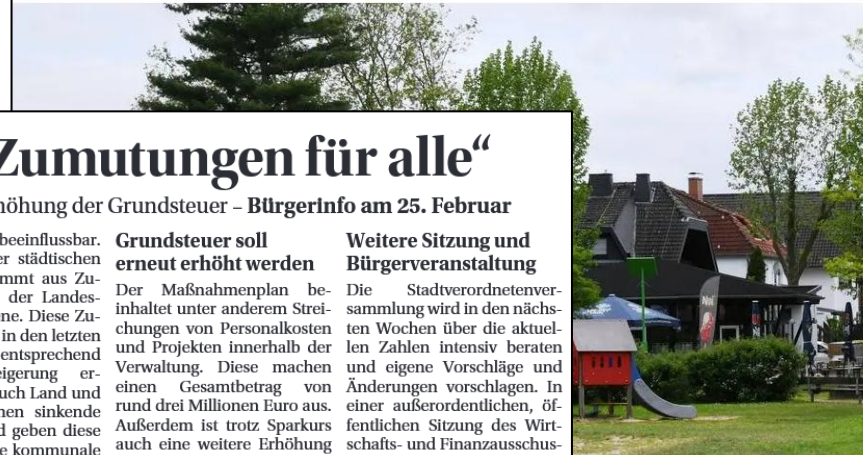 Zumutungen für alle“
höhung der Grundsteuer – Bürgerinfo am 25. Februar
beeinflussbar.
er städtischen
mmt aus Zu-
der Landes-
ne. Diese Zu-
in den letzten
entsprechend
eigerung er-
uch Land und
nen sinkende
d geben diese
e kommunale
Grundsteuer soll
erneut erhöht werden
Der Maßnahmenplan be-
inhaltet unter anderem Strei-
chungen von Personalkosten
und Projekten innerhalb der
Verwaltung. Diese machen
einen Gesamtbetrag von
rund drei Millionen Euro aus.
Außerdem ist trotz Sparkurs
auch eine weitere Erhöhung
Weitere Sitzung und
Bürgerveranstaltung
Die Stadtverordnetenver-
sammlung wird in den nächs-
ten Wochen über die aktuel-
len Zahlen intensiv beraten
und eigene Vorschläge und
Änderungen vorschlagen. In
einer außerordentlichen, öf-
fentlichen Sitzung des Wirt-
schafts- und Finanzausschus-